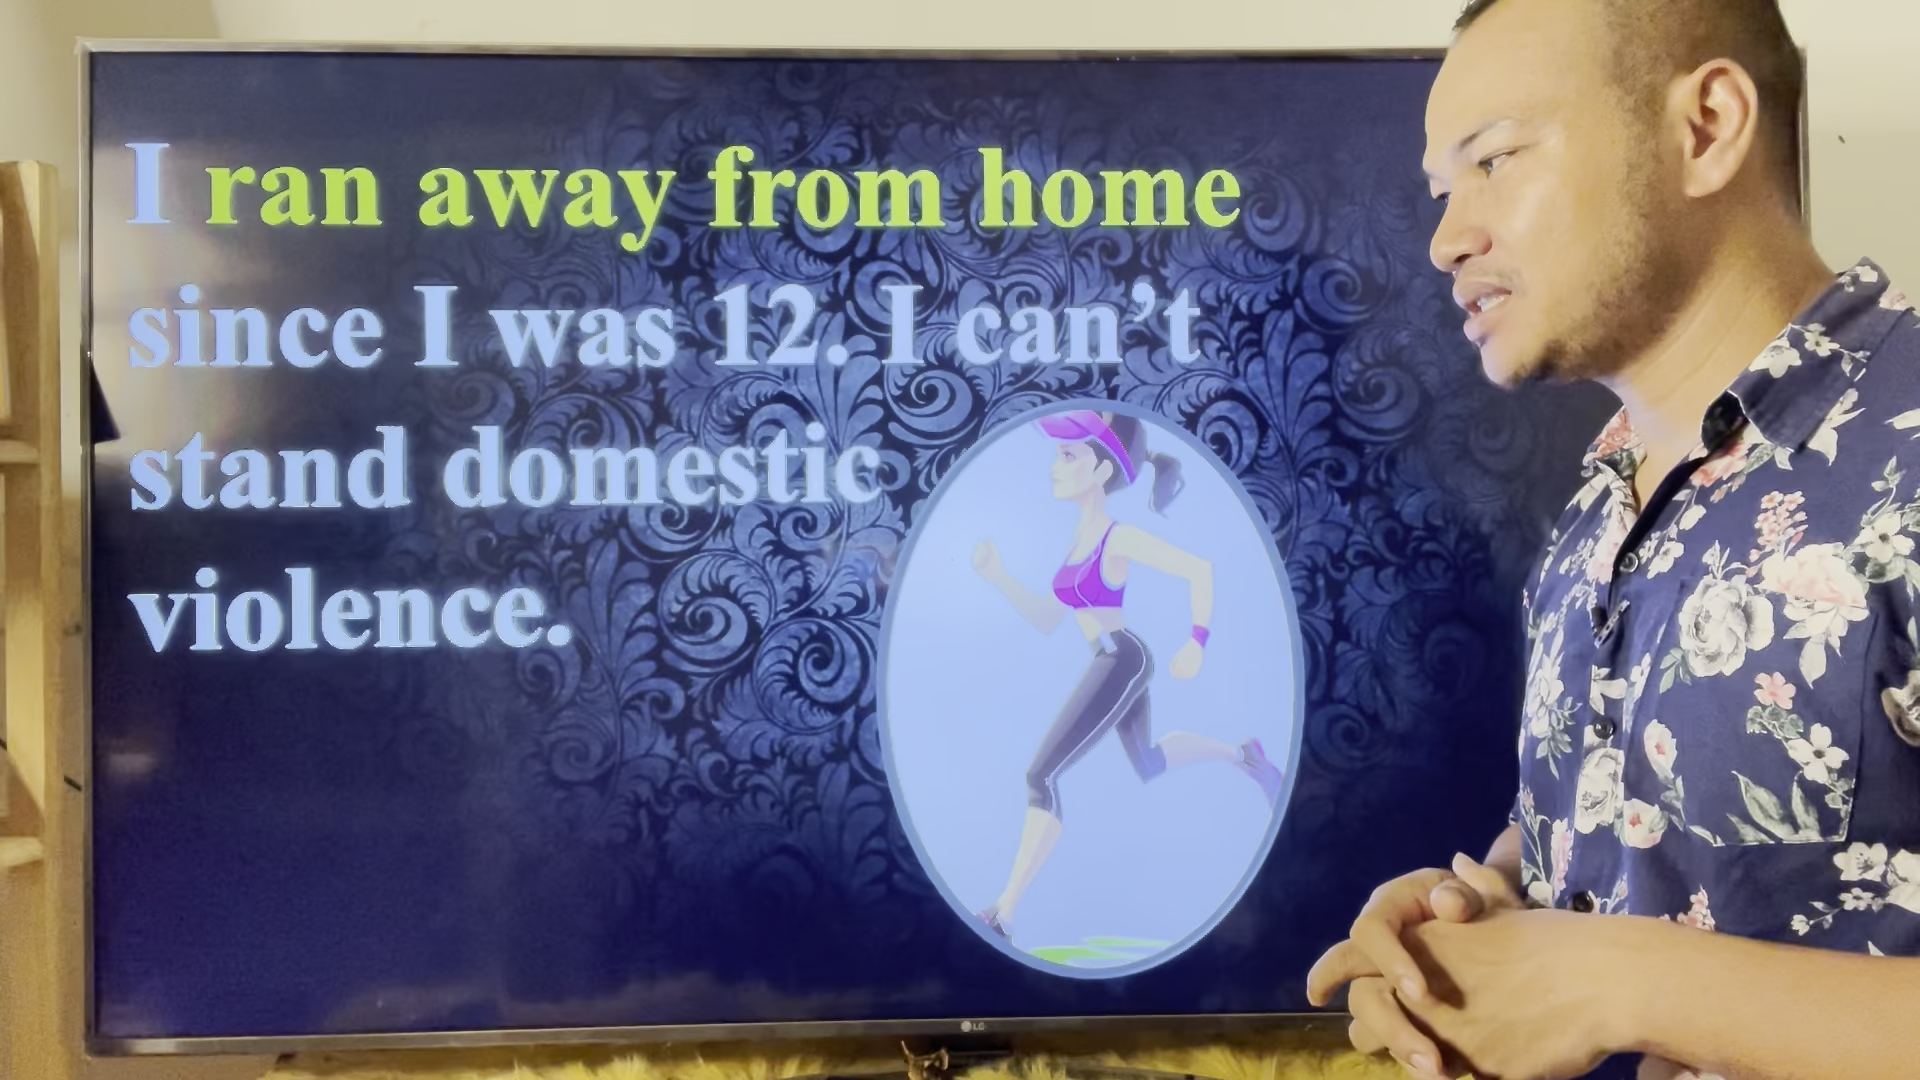 I ran away from home
since I was 12. I can’t
stand domestic
violence.
LG